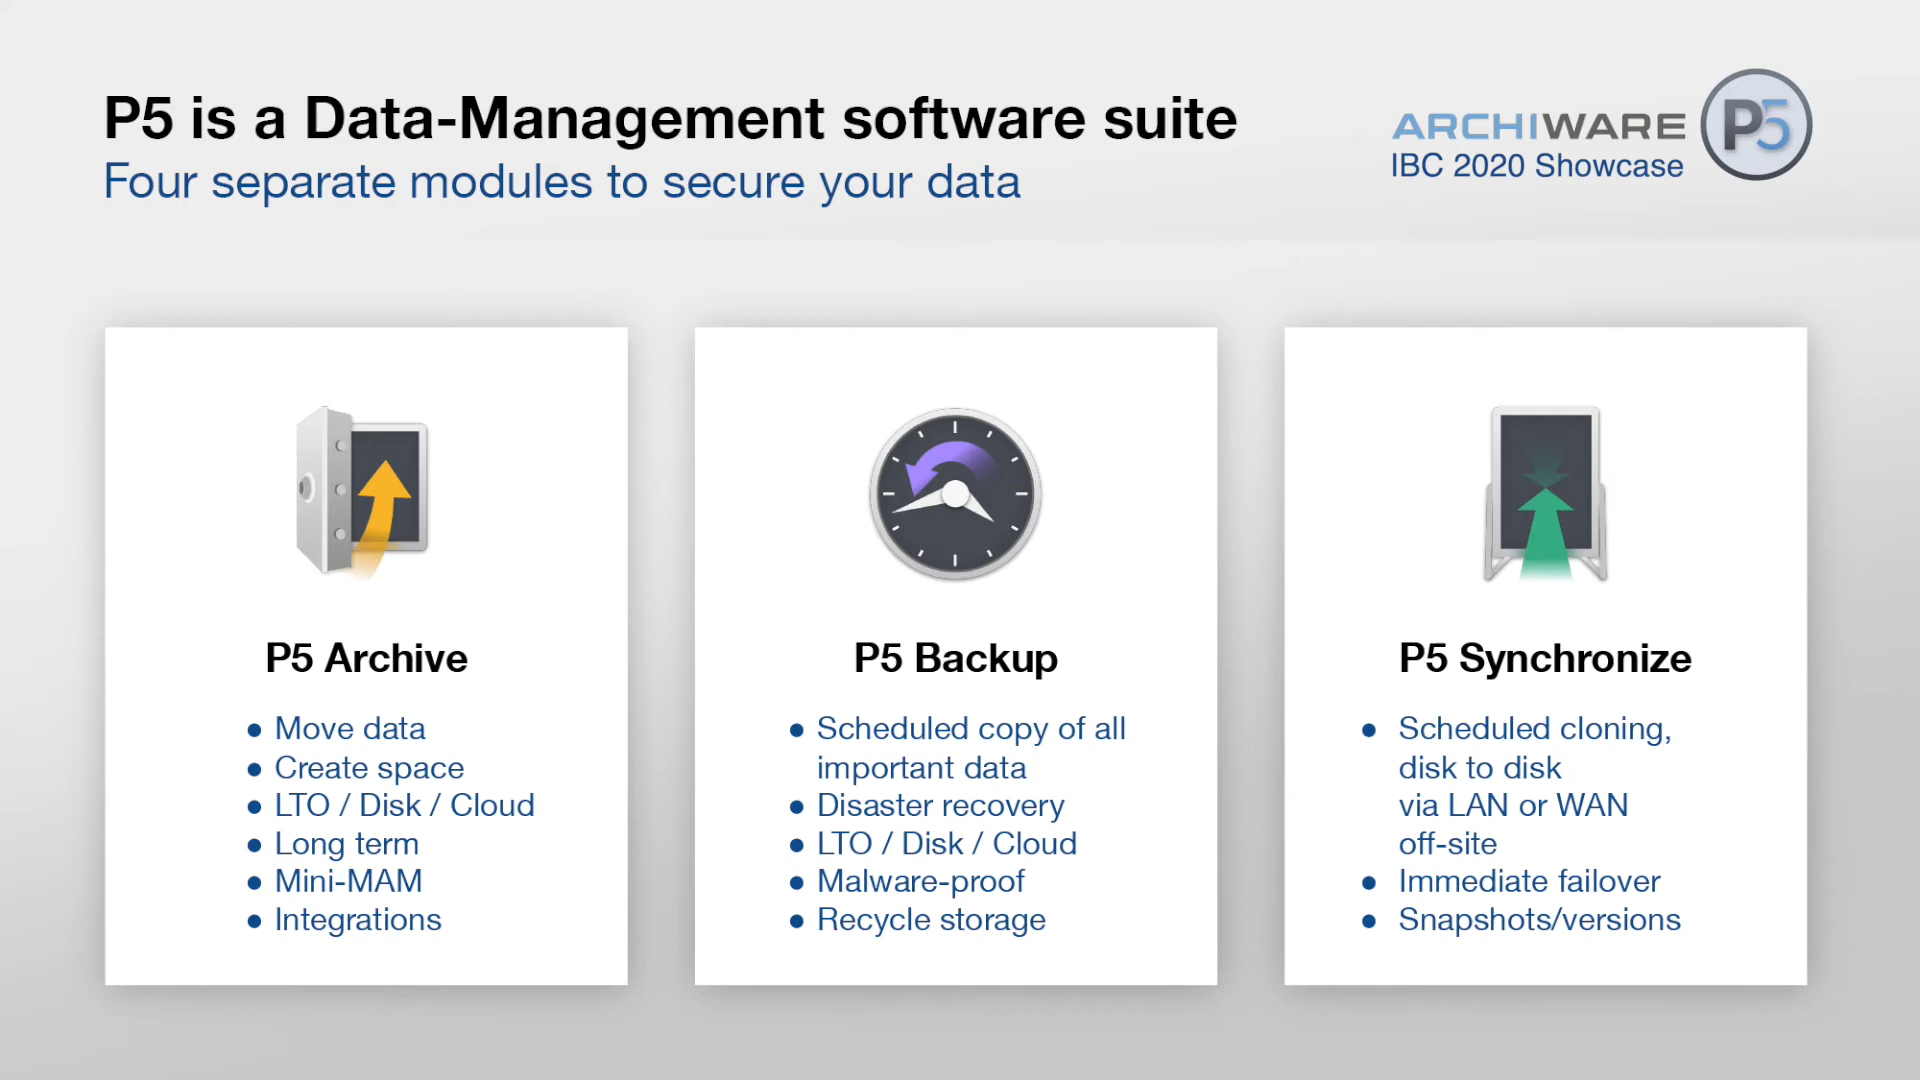 P5 is a Data-Management software suite
Four separate modules to secure your data
ARCHIWARE
IBC 2020 Showcase
P5
P5 Archive
● Move data
● Create space
● LTO / Disk / Cloud
● Long term
● Mini-MAM
● Integrations
P5 Backup
● Scheduled copy of all
important data
● Disaster recovery
● LTO / Disk / Cloud
● Malware-proof
● Recycle storage
P5 Synchronize
● Scheduled cloning,
disk to disk
via LAN or WAN
off-site
● Immediate failover
● Snapshots/versions